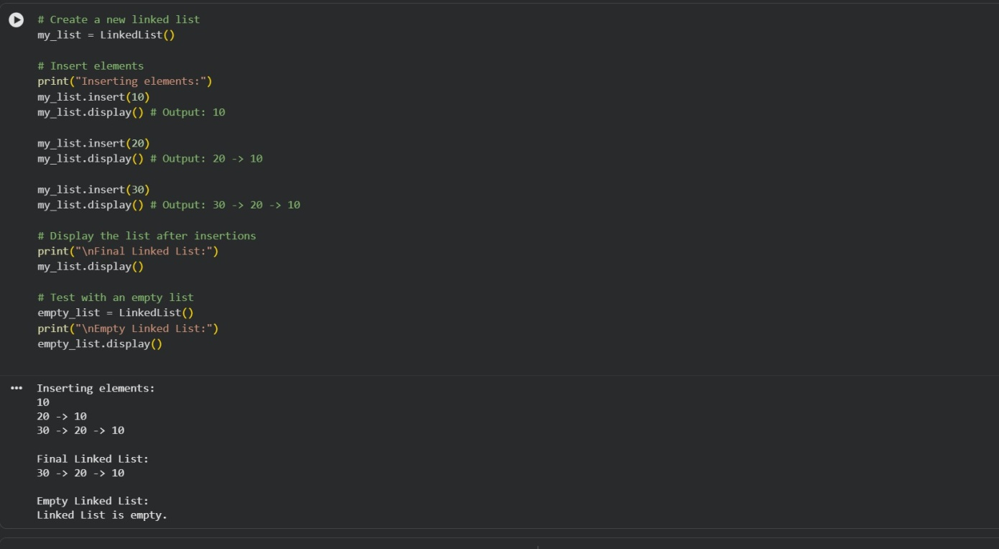 # Create a new linked list
my_list = LinkedList()
# Insert elements
print("Inserting elements:")
my_list.insert(10)
my_list.display() # Output: 10
my_list.insert(20)
my_list.display() # Output: 20 -> 10
my_list.insert(30)
my_list.display() # Output: 30 -> 20 -> 10
# Display the list after insertions
print("\nFinal Linked List:")
my_list.display()
# Test with an empty list
empty_list = LinkedList()
print("\nEmpty Linked List:")
empty_list.display()
Inserting elements:
10
20 -> 10
30 -> 20 -> 10
Final Linked List:
30 -> 20 -> 10
Empty Linked List:
Linked List is empty.